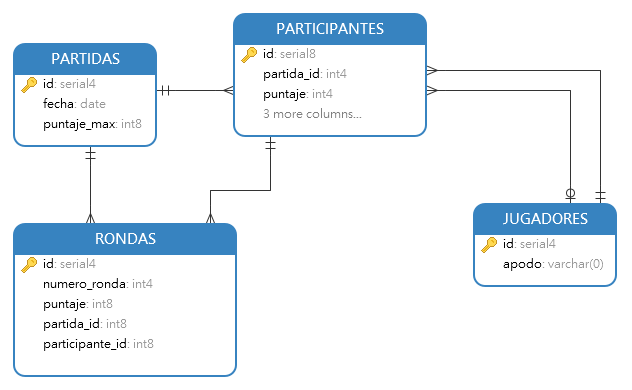 PARTIDAS
id: serial4
fecha: date
puntaje_max: int8
PARTICIPANTES
id: serial8
partida_id: int4
puntaje: int4
3 more columns...
RONDAS
id: serial4
numero_ronda: int4
puntaje: int8
partida_id: int8
participante_id: int8
JUGADORES
id: serial4
apodo: varchar(0)